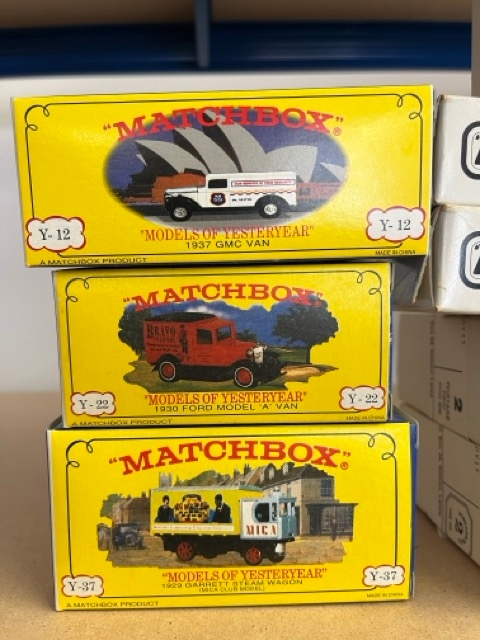 "MATCHBOX"®
Y-12
Y-12
"MODELS OF YESTERYEAR"
1937 GMC VAN
A MATCHBOX PRODUCT
MADE IN CHINA
"MATCHBOX"
BRAVO
Y-22
Y-22
"MODELS OF YESTERYEAR"
1930 FORD MODEL 'A' VAN
A MATCHBOX PRODUCT
MADE IN CHINA
"MATCHBOX"®
MICA
Y-37
Y-37
"MODELS OF YESTERYEAR"
1929 GARRETT STEAM WAGON
(MICA CLUB MODEL)
A MATCHBOX PRODUCT
MADE IN CHINA
2
2